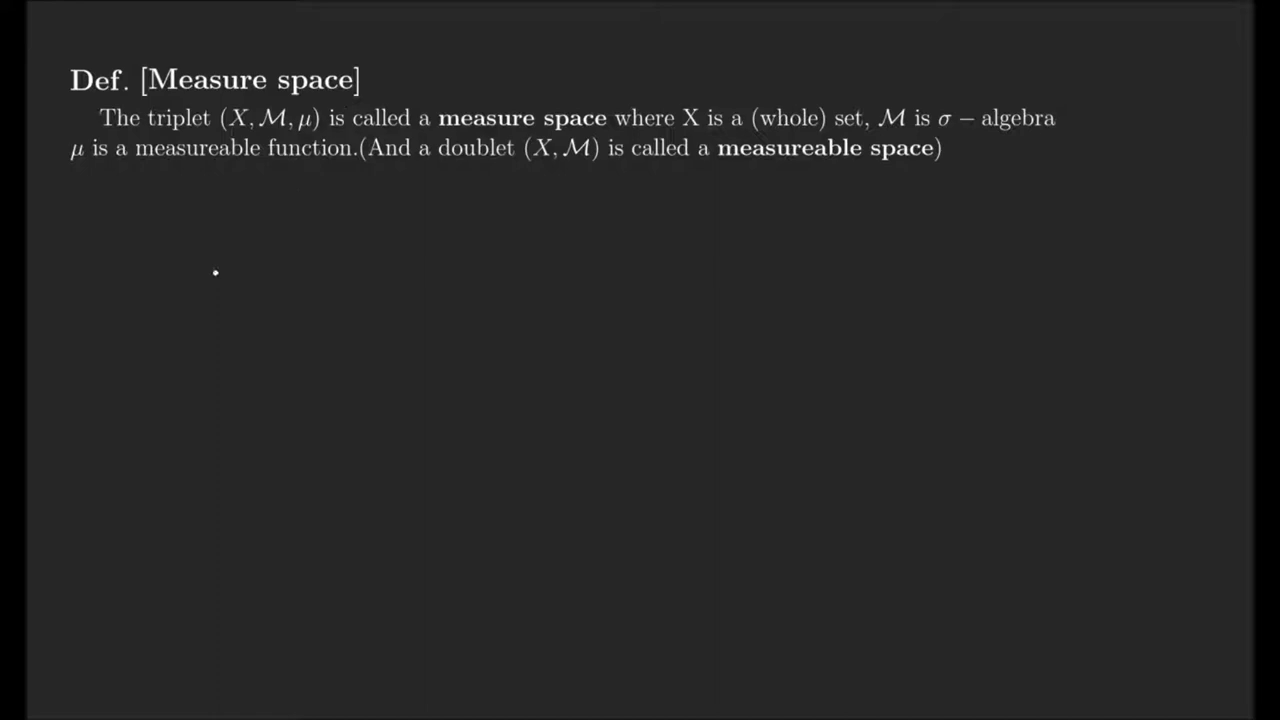 Def. [Measure space]
The triplet (X, ℳ, μ) is called a measure space where X is a (whole) set, ℳ is σ − algebra
μ is a measureable function.(And a doublet (X, ℳ) is called a measureable space)